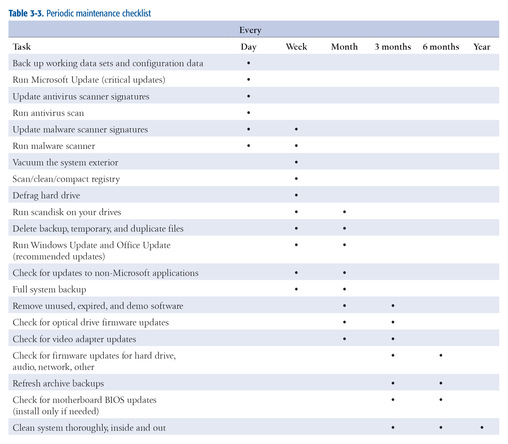 Table 3-3. Periodic maintenance checklist
Every
Task Day Week Month 3 months 6 months Year
Back up working data sets and configuration data •
Run Microsoft Update (critical updates) •
Update antivirus scanner signatures •
Run antivirus scan •
Update malware scanner signatures • •
Run malware scanner • •
Vacuum the system exterior •
Scan/clean/compact registry •
Defrag hard drive •
Run scandisk on your drives • •
Delete backup, temporary, and duplicate files • •
Run Windows Update and Office Update • •
(recommended updates)
Check for updates to non-Microsoft applications • •
Full system backup • •
Remove unused, expired, and demo software • •
Check for optical drive firmware updates • •
Check for video adapter updates • •
Check for firmware updates for hard drive, • •
audio, network, other
Refresh archive backups • •
Check for motherboard BIOS updates • •
(install only if needed)
Clean system thoroughly, inside and out • • •